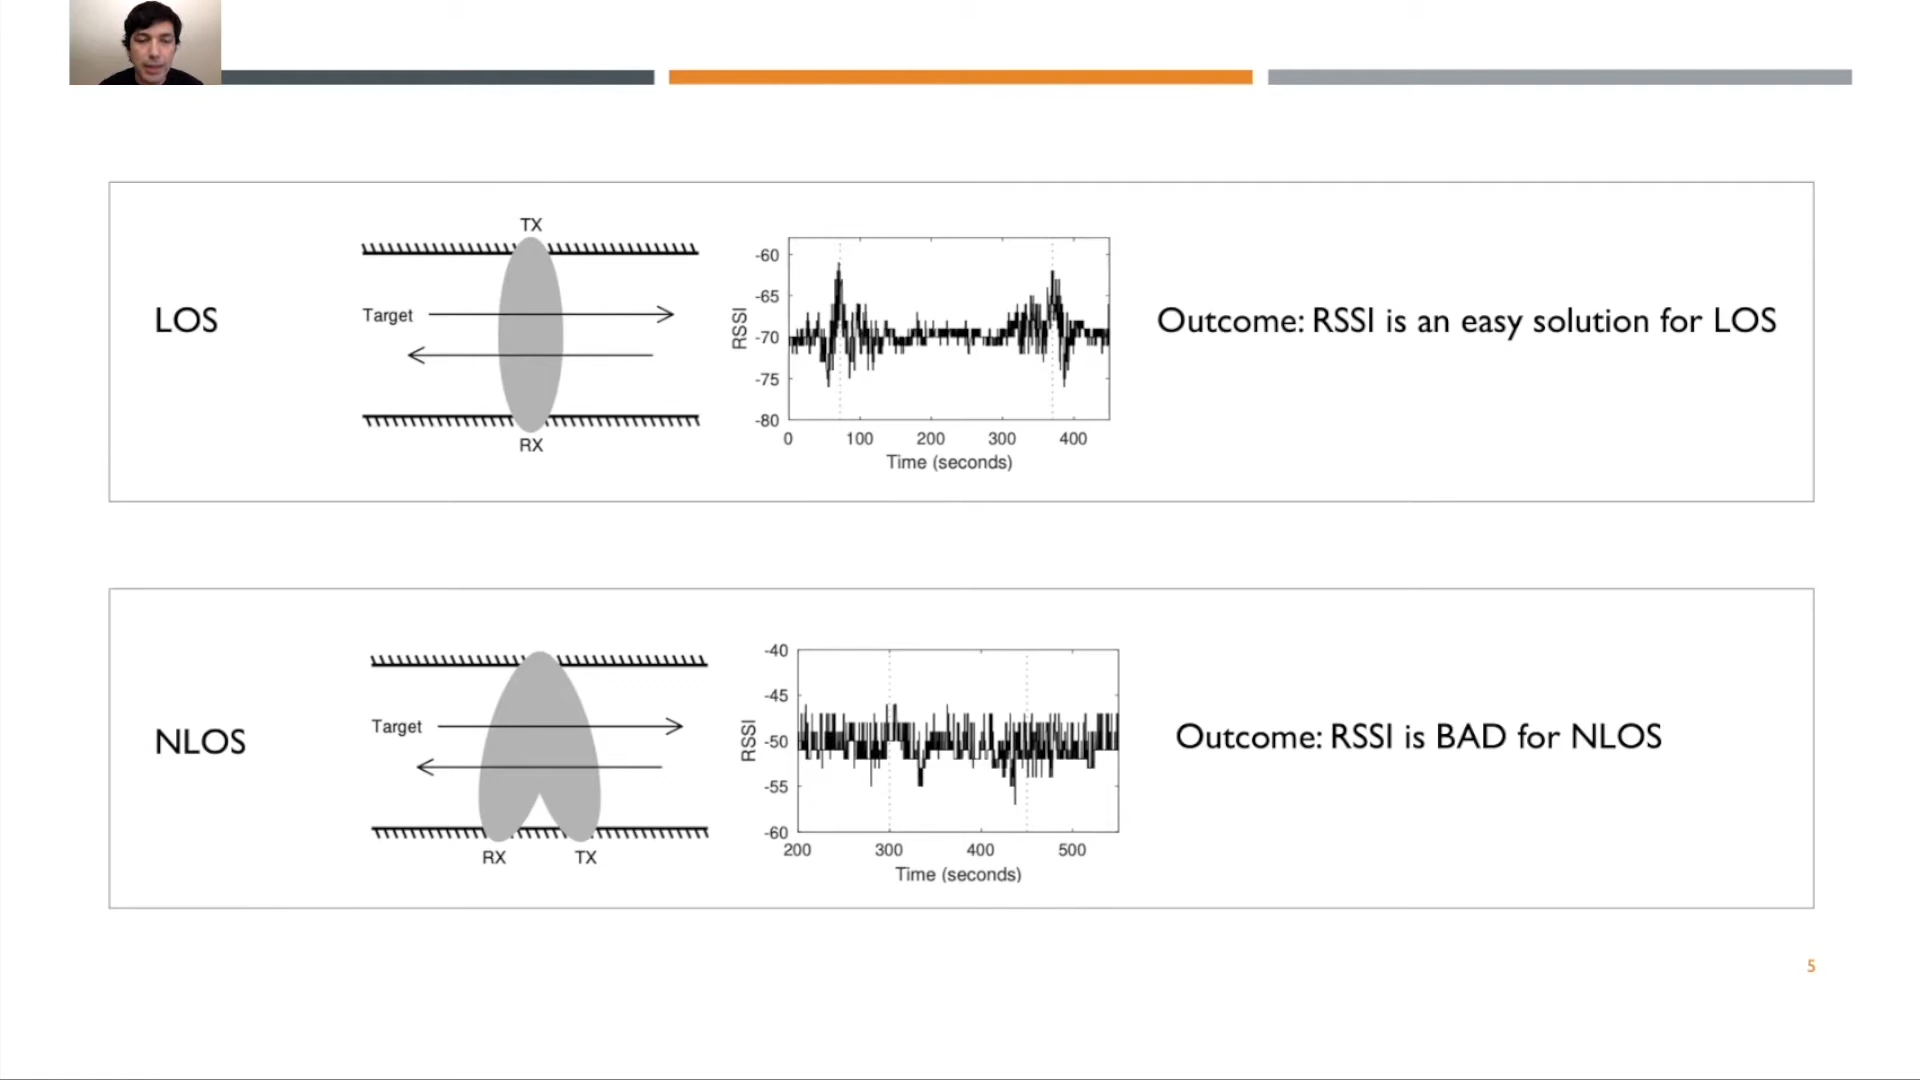 LOS
TX
Target
RX
RSSI
-60
-65
-70
-75
-80
0 100 200 300 400
Time (seconds)
Outcome: RSSI is an easy solution for LOS
NLOS
Target
RX TX
RSSI
-40
-45
-50
-55
-60
200 300 400 500
Time (seconds)
Outcome: RSSI is BAD for NLOS
5